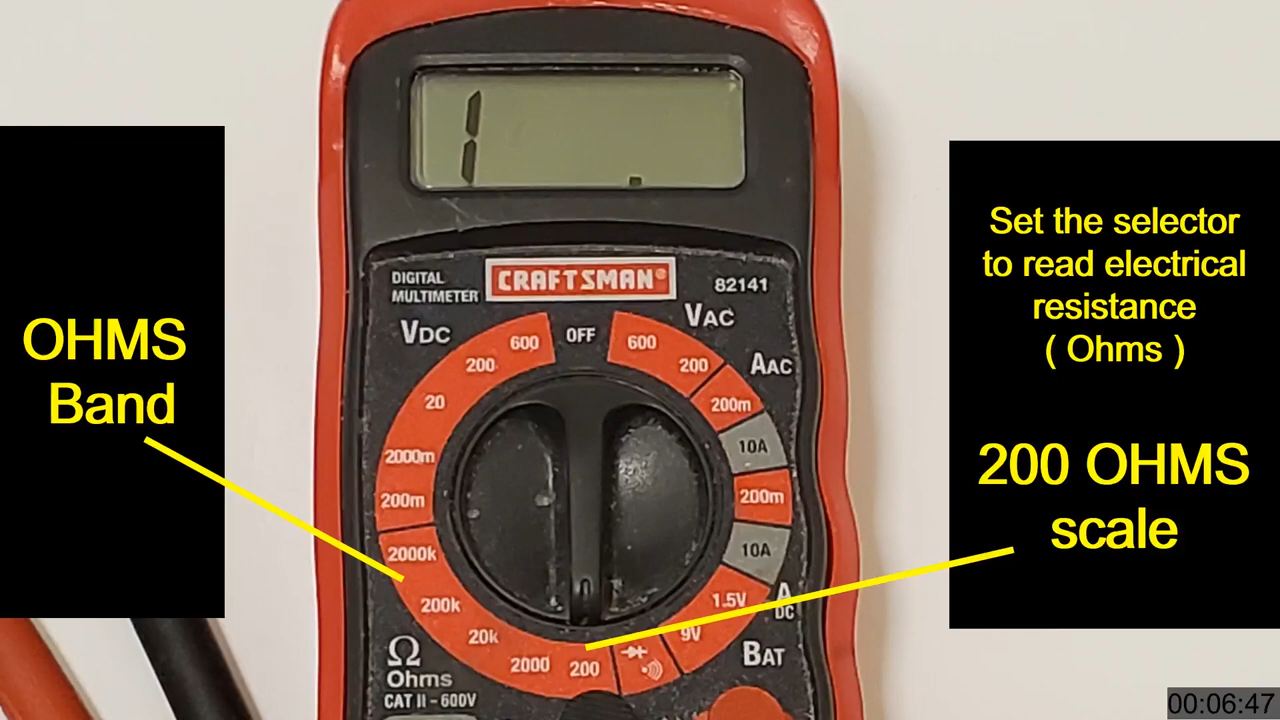 1 .
DIGITAL
MULTIMETER
CRAFTSMAN®
82141
VDC
OFF
VAC
600
200
20
2000m
200m
2000k
200k
20k
2000
200
600
200
AAC
200m
10A
200m
10A
A
DC
1.5V
9V
BAT
Ω
Ohms
CAT II - 600V
OHMS
Band
Set the selector
to read electrical
resistance
( Ohms )
200 OHMS
scale
00:06:47